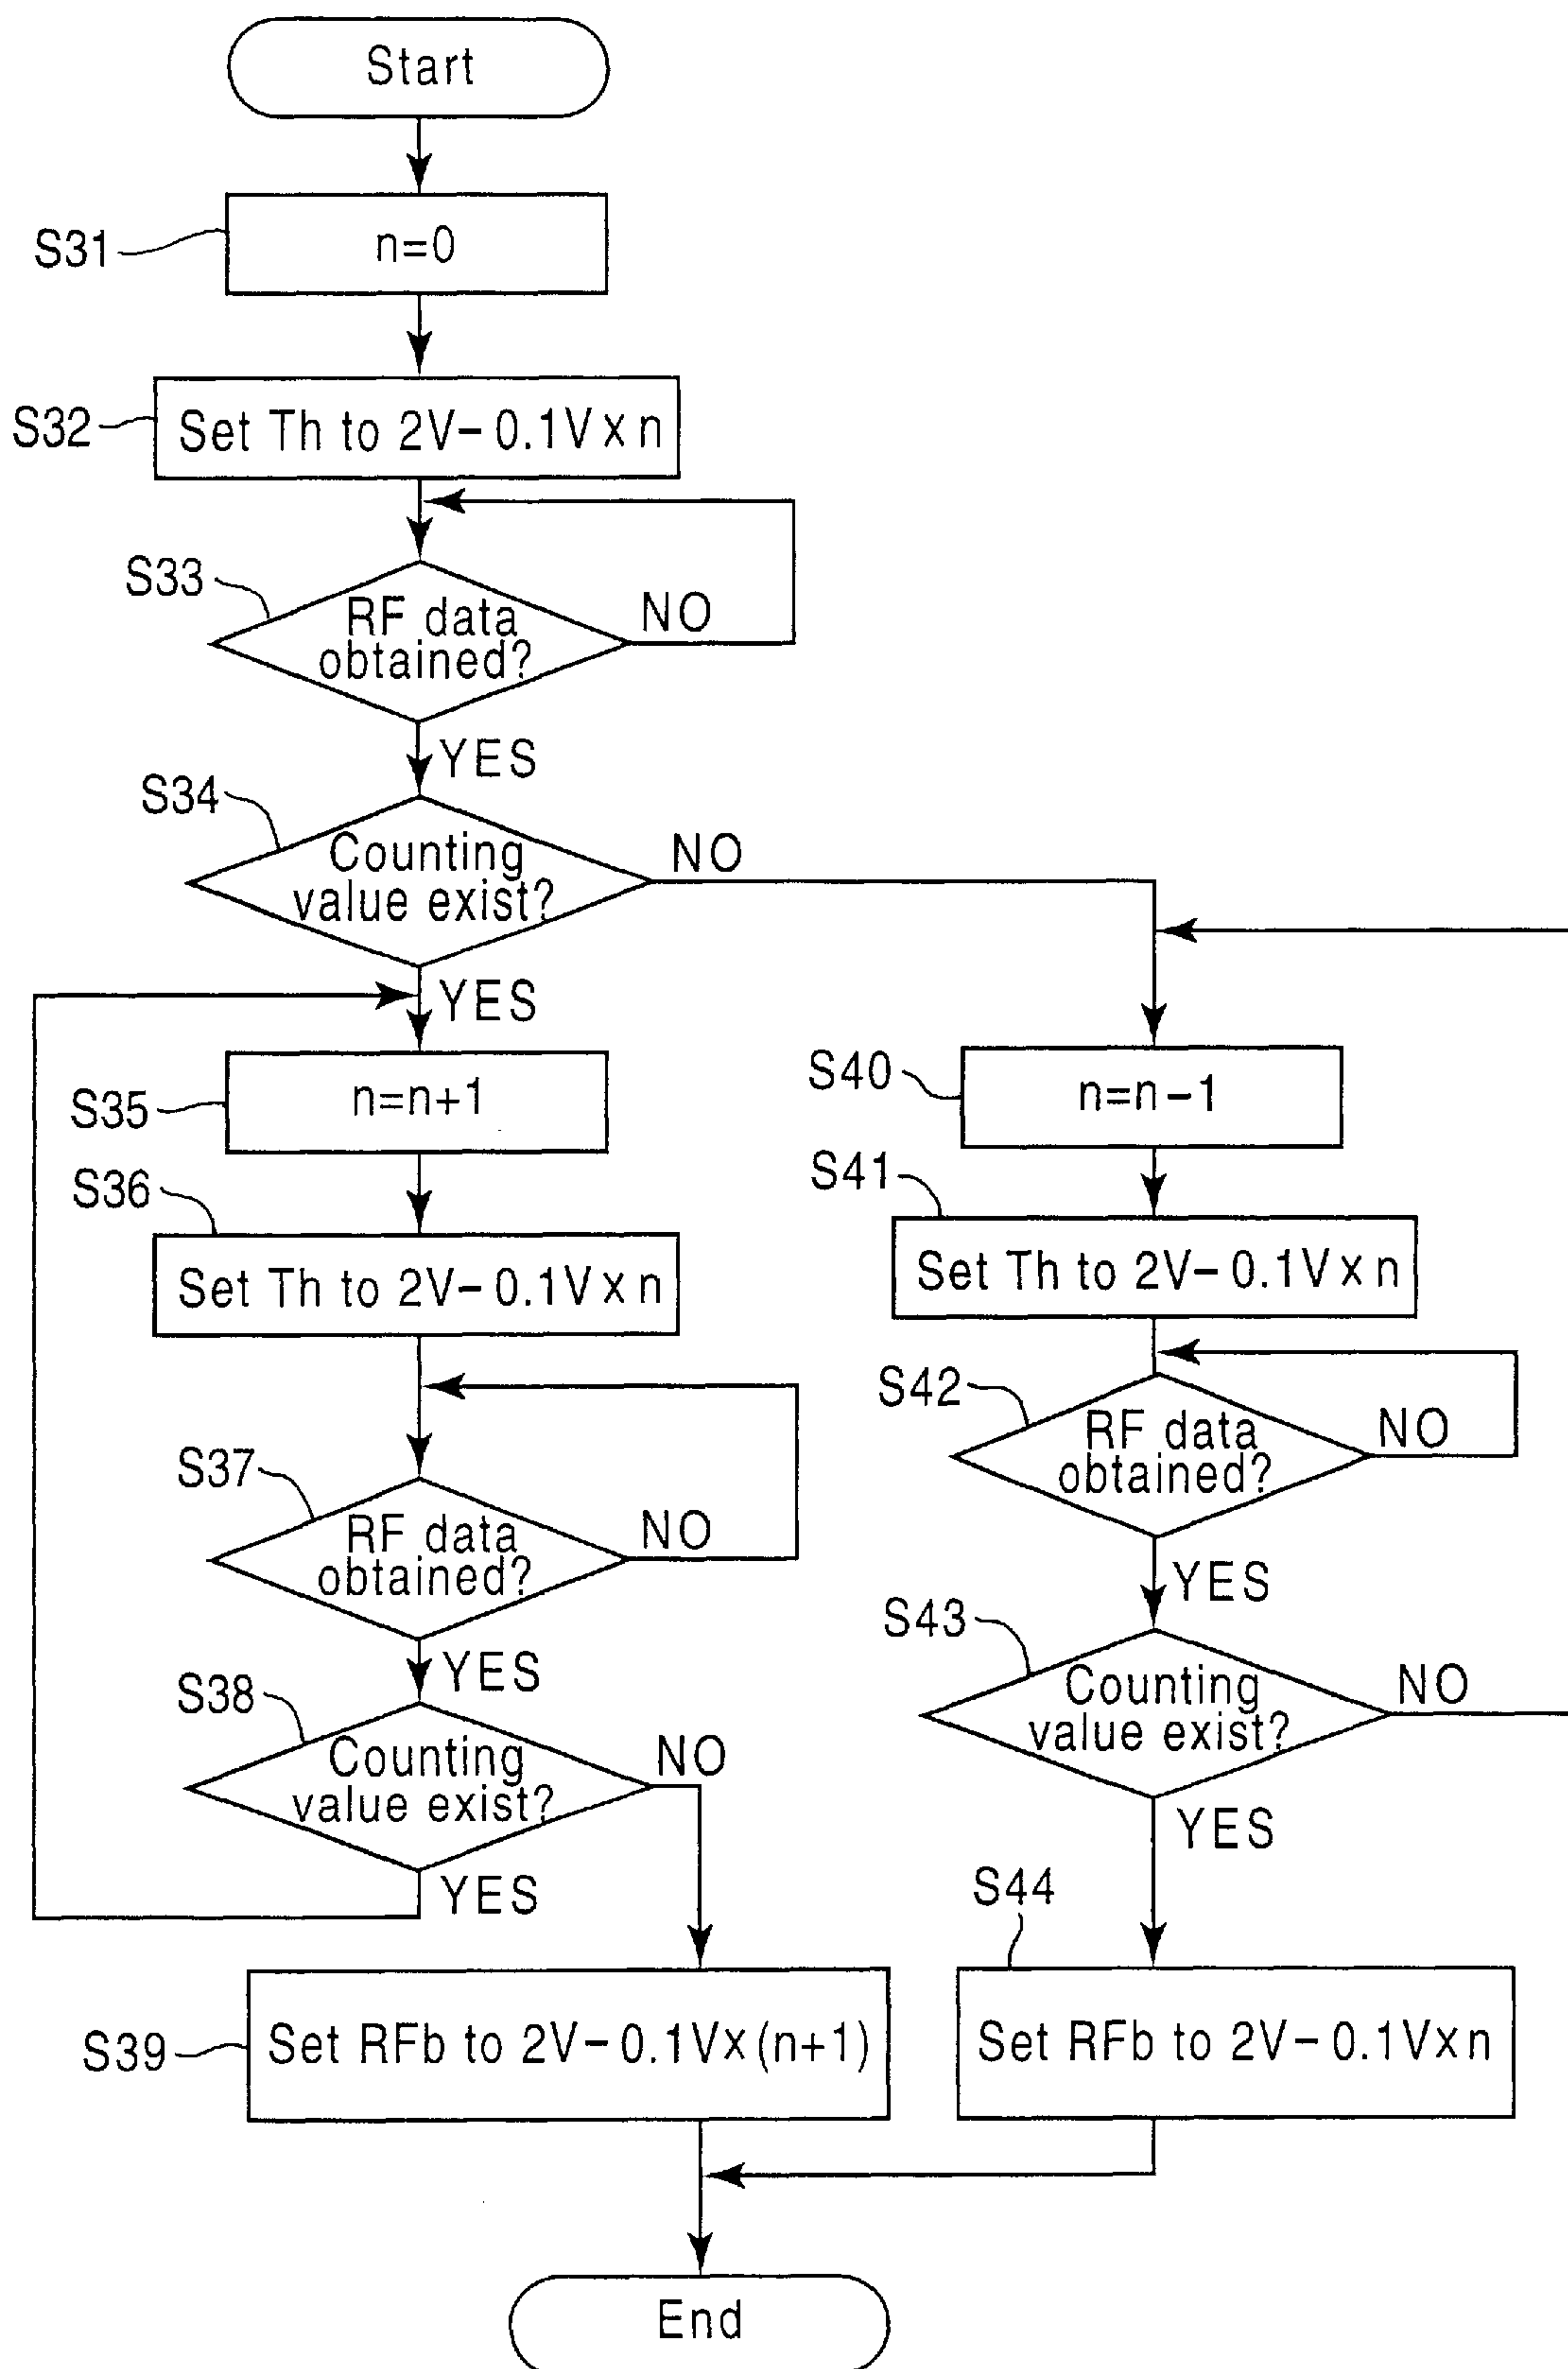 Start
S31
n=0
S32
Set Th to 2V-0.1V×n
S33
RF data
obtained?
NO
YES
S34
Counting
value exist?
NO
YES
S35
n=n+1
S36
Set Th to 2V-0.1V×n
S37
RF data
obtained?
NO
YES
S38
Counting
value exist?
NO
YES
S39
Set RFb to 2V-0.1V×(n+1)
S40
n=n-1
S41
Set Th to 2V-0.1V×n
S42
RF data
obtained?
NO
YES
S43
Counting
value exist?
NO
YES
S44
Set RFb to 2V-0.1V×n
End